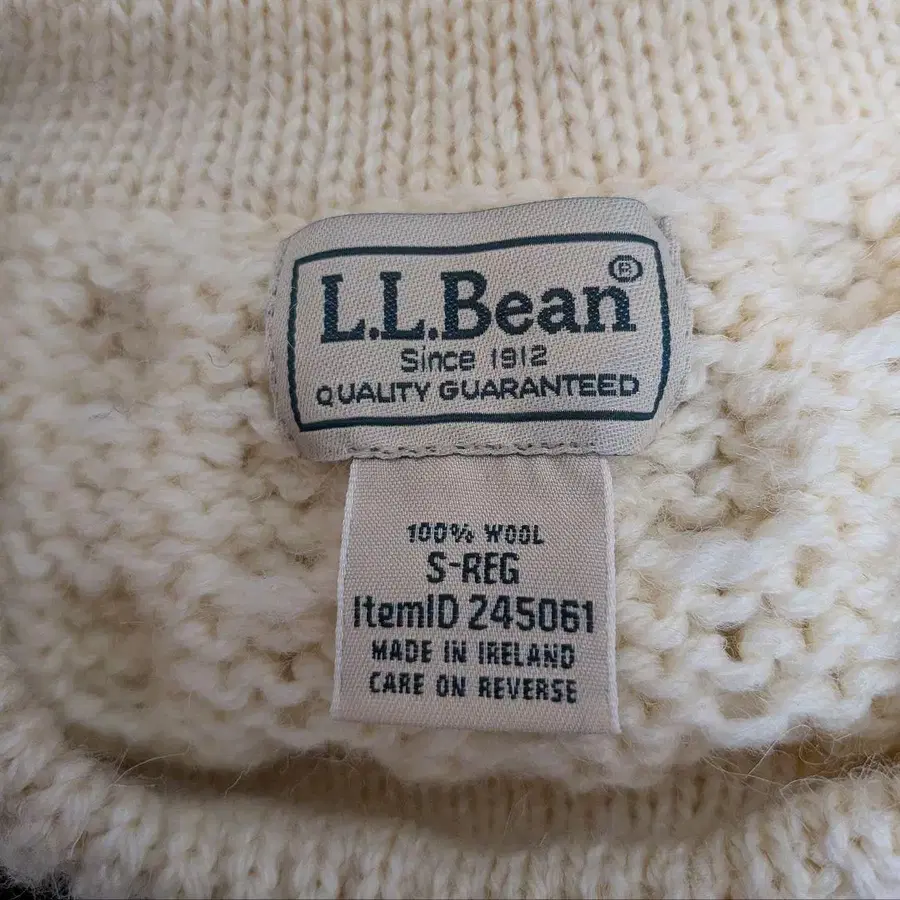 L.L.Bean®
Since 1912
QUALITY GUARANTEED
100% WOOL
S-REG
ItemID 245061
MADE IN IRELAND
CARE ON REVERSE